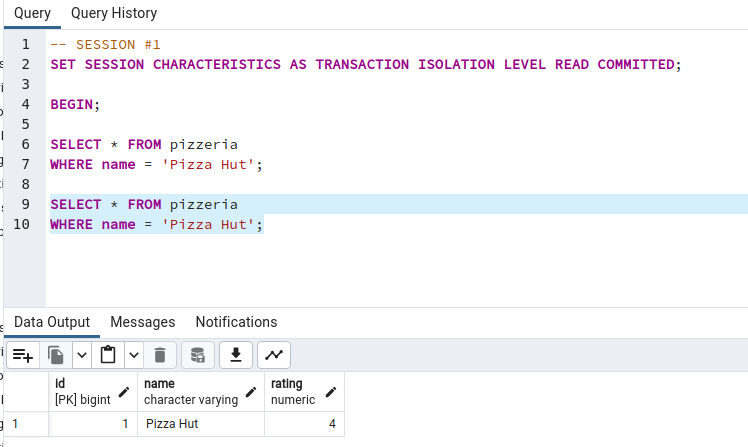 Query Query History
1 -- SESSION #1
2 SET SESSION CHARACTERISTICS AS TRANSACTION ISOLATION LEVEL READ COMMITTED;
3
4 BEGIN;
5
6 SELECT * FROM pizzeria
7 WHERE name = 'Pizza Hut';
8
9 SELECT * FROM pizzeria
10 WHERE name = 'Pizza Hut';
Data Output Messages Notifications
id name rating
[PK] bigint character varying numeric
1 1 Pizza Hut 4